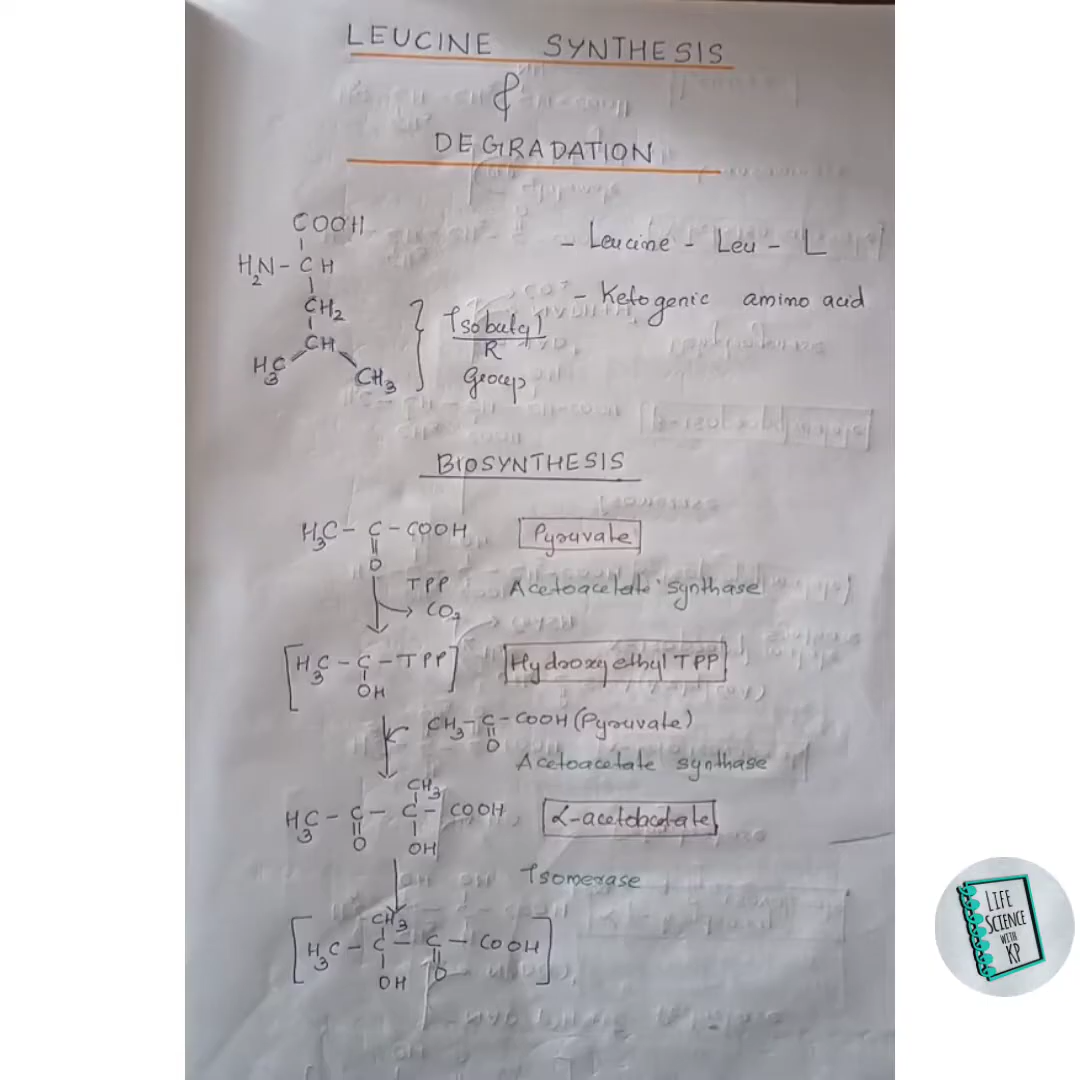 LEUCINE SYNTHESIS
&
DEGRADATION
COOH
H2N - CH
CH2
CH
H3C
CH3
Isobutyl
R
Group
- Leucine - Leu - L
- Ketogenic amino acid
BIOSYNTHESIS
H3C - C - COOH Pyruvate
O
TPP Acetoacetate synthase
CO2
[H3C - C - TPP] Hydroxyethyl TPP
OH
CH3 - C - COOH (Pyruvate)
O
Acetoacetate synthase
CH3
H3C - C - C - COOH, α-acetobutate
O OH
Isomerase
CH3
[H3C - C - C - COOH]
OH O
LIFE
SCIENCE
WITH
KP